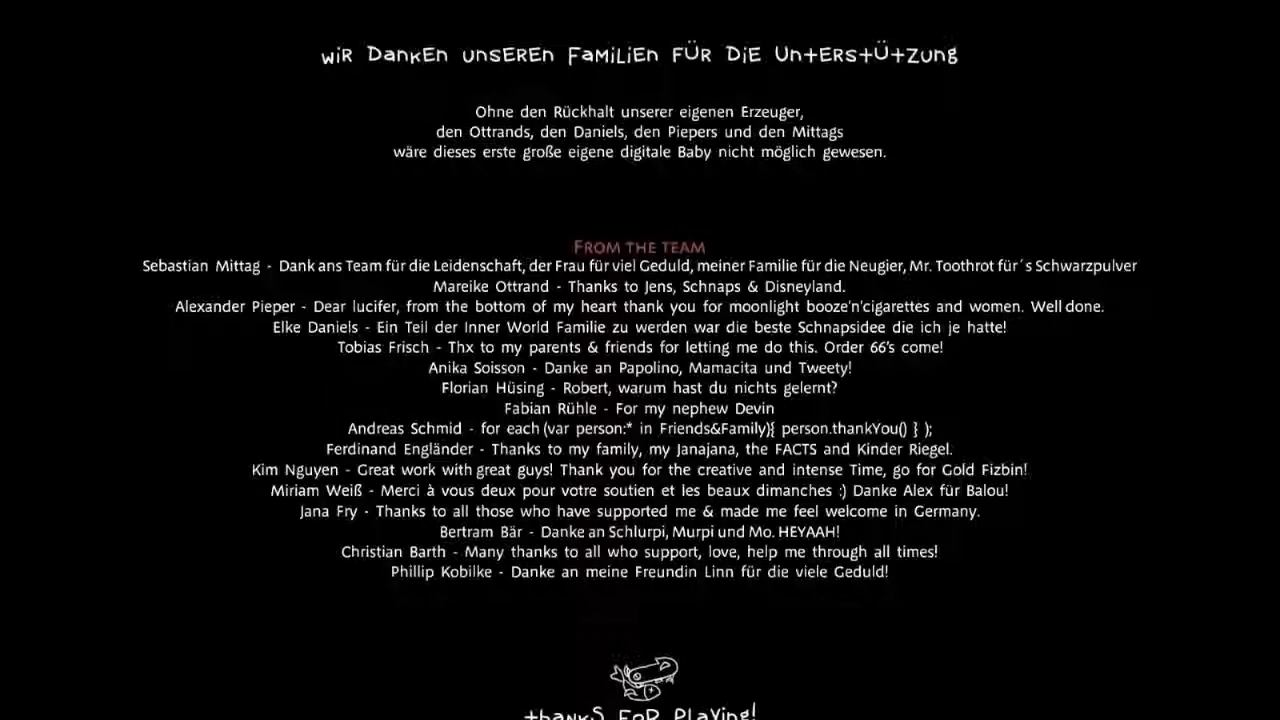 WiR DanKEn unSEREn FaMiLiEn FÜR DiE Un+ERS+Ü+Zung
Ohne den Rückhalt unserer eigenen Erzeuger,
den Ottrands, den Daniels, den Piepers und den Mittags
wäre dieses erste große eigene digitale Baby nicht möglich gewesen.
FROM THE TEAM
Sebastian Mittag - Dank ans Team für die Leidenschaft, der Frau für viel Geduld, meiner Familie für die Neugier, Mr. Toothrot für´s Schwarzpulver
Mareike Ottrand - Thanks to Jens, Schnaps & Disneyland.
Alexander Pieper - Dear lucifer, from the bottom of my heart thank you for moonlight booze'n'cigarettes and women. Well done.
Elke Daniels - Ein Teil der Inner World Familie zu werden war die beste Schnapsidee die ich je hatte!
Tobias Frisch - Thx to my parents & friends for letting me do this. Order 66's come!
Anika Soisson - Danke an Papolino, Mamacita und Tweety!
Florian Hüsing - Robert, warum hast du nichts gelernt?
Fabian Rühle - For my nephew Devin
Andreas Schmid - for each (var person:* in Friends&Family){ person.thankYou() } );
Ferdinand Engländer - Thanks to my family, my Janajana, the FACTS and Kinder Riegel.
Kim Nguyen - Great work with great guys! Thank you for the creative and intense Time, go for Gold Fizbin!
Miriam Weiß - Merci à vous deux pour votre soutien et les beaux dimanches :) Danke Alex für Balou!
Jana Fry - Thanks to all those who have supported me & made me feel welcome in Germany.
Bertram Bär - Danke an Schlurpi, Murpi und Mo. HEYAAH!
Christian Barth - Many thanks to all who support, love, help me through all times!
Phillip Kobilke - Danke an meine Freundin Linn für die viele Geduld!
thankS FoR PLaYing!